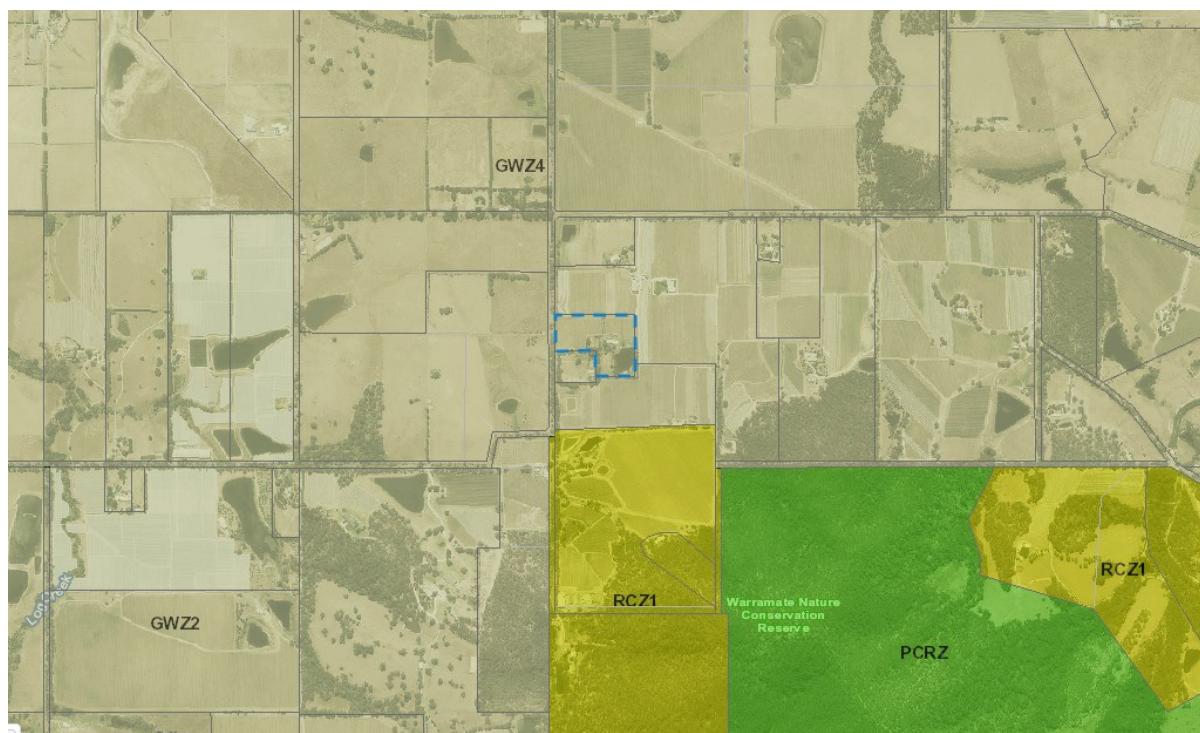 GWZ4
GWZ2
RCZ1
Warramate Nature
Conservation
Reserve
RCZ1
PCRZ